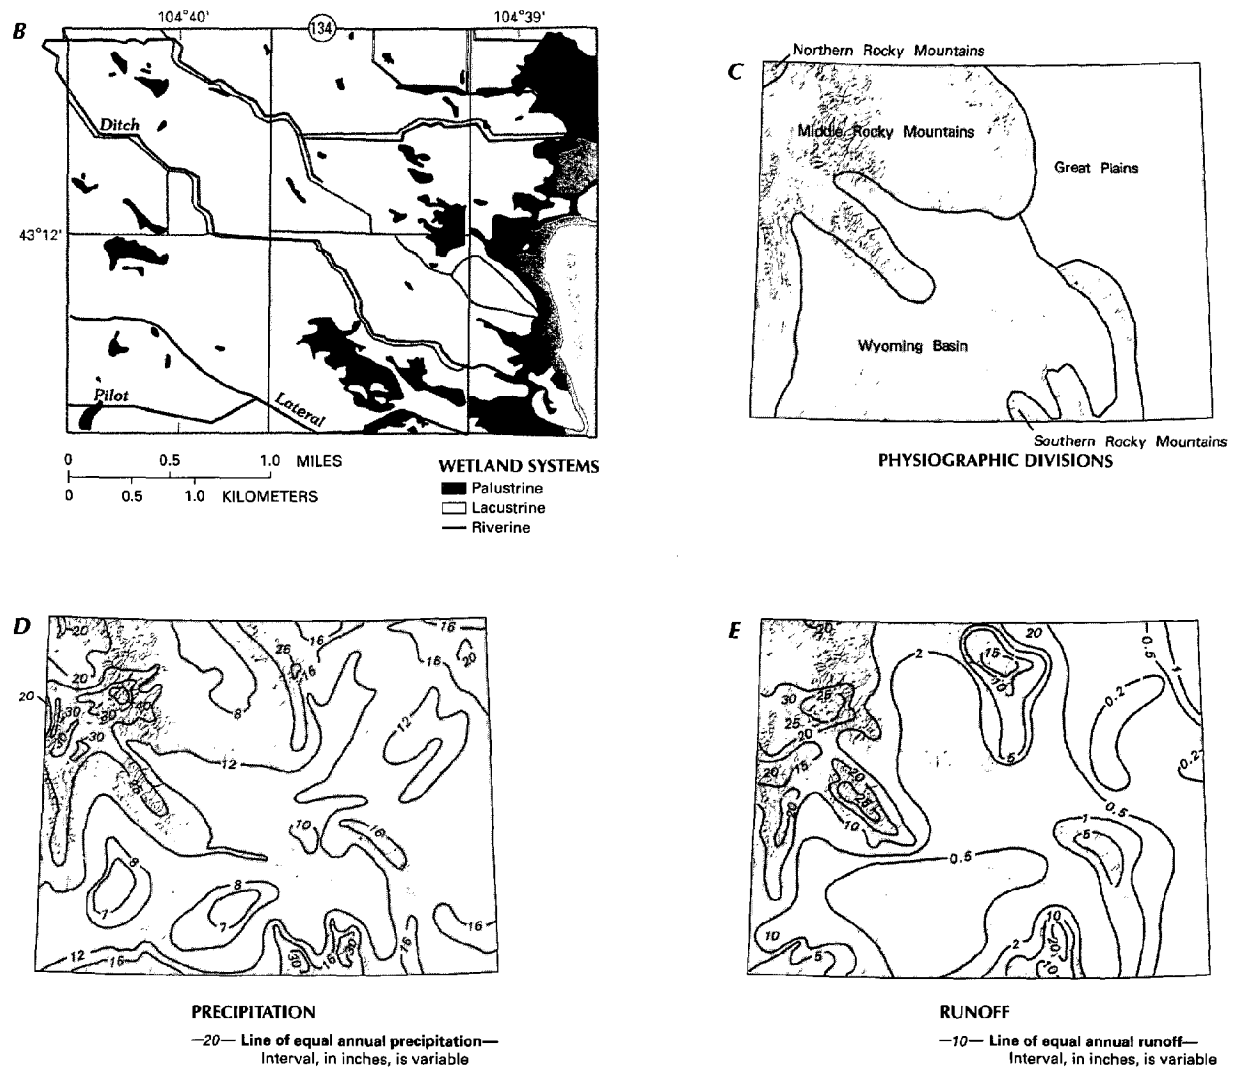 B
104°40'
134
104°39'
Ditch
43°12'
Pilot
Lateral
0 0.5 1.0 MILES
0 0.5 1.0 KILOMETERS
WETLAND SYSTEMS
Palustrine
Lacustrine
Riverine
C
Northern Rocky Mountains
Middle Rocky Mountains
Great Plains
Wyoming Basin
Southern Rocky Mountains
PHYSIOGRAPHIC DIVISIONS
D
20
16
16
26
16
16
20
20
20
30
30
30
8
12
12
10
16
8
7
8
7
16
12
16
16
16
PRECIPITATION
—20— Line of equal annual precipitation—
Interval, in inches, is variable
E
20
20
0.5
1
2
15
10
0.2
30
25
25
20
5
20
15
20
10
0.2
0.5
1
5
0.5
10
10
20
2
5
10
RUNOFF
—10— Line of equal annual runoff—
Interval, in inches, is variable